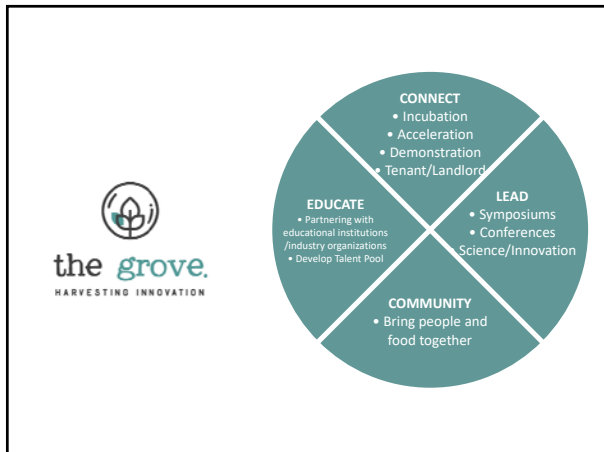 the grove.
HARVESTING INNOVATION
CONNECT
• Incubation
• Acceleration
• Demonstration
• Tenant/Landlord
EDUCATE
• Partnering with
educational institutions
/industry organizations
• Develop Talent Pool
LEAD
• Symposiums
• Conferences
• Science/Innovation
COMMUNITY
• Bring people and
food together